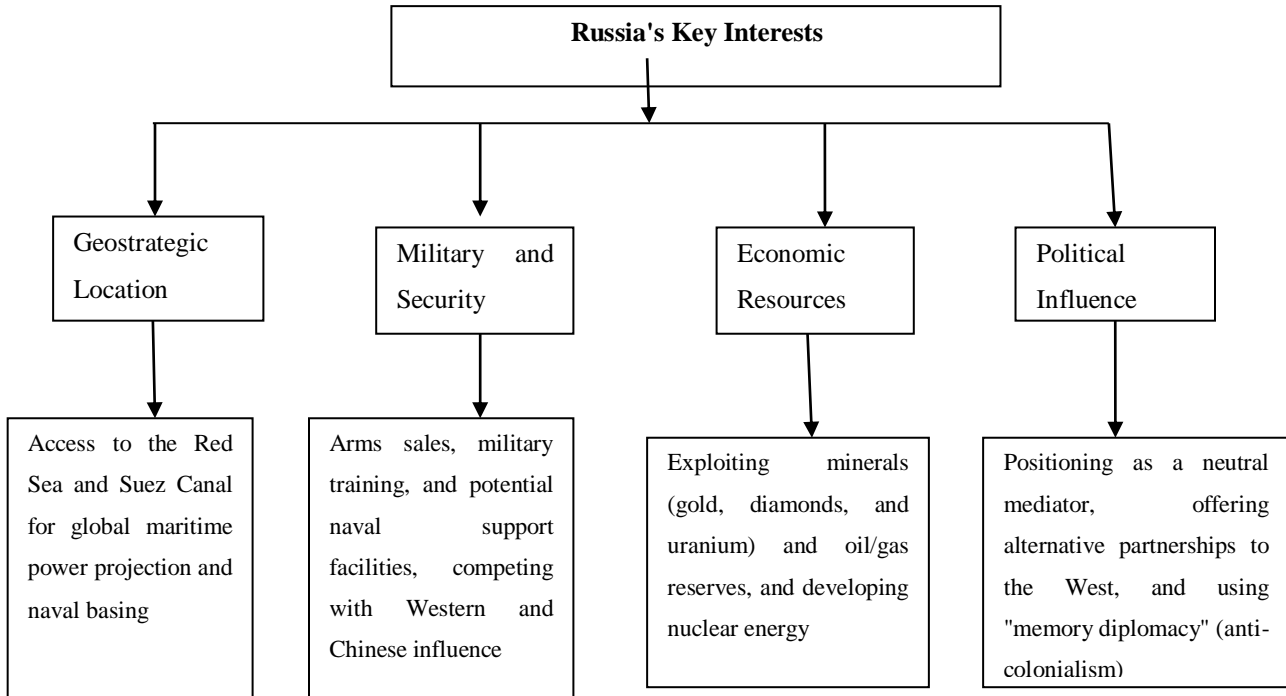 Russia's Key Interests
Geostrategic
Location
Military and
Security
Economic
Resources
Political
Influence
Access to the Red
Sea and Suez Canal
for global maritime
power projection and
naval basing
Arms sales, military
training, and potential
naval support
facilities, competing
with Western and
Chinese influence
Exploiting minerals
(gold, diamonds, and
uranium) and oil/gas
reserves, and developing
nuclear energy
Positioning as a neutral
mediator, offering
alternative partnerships to
the West, and using
"memory diplomacy" (anti-
colonialism)